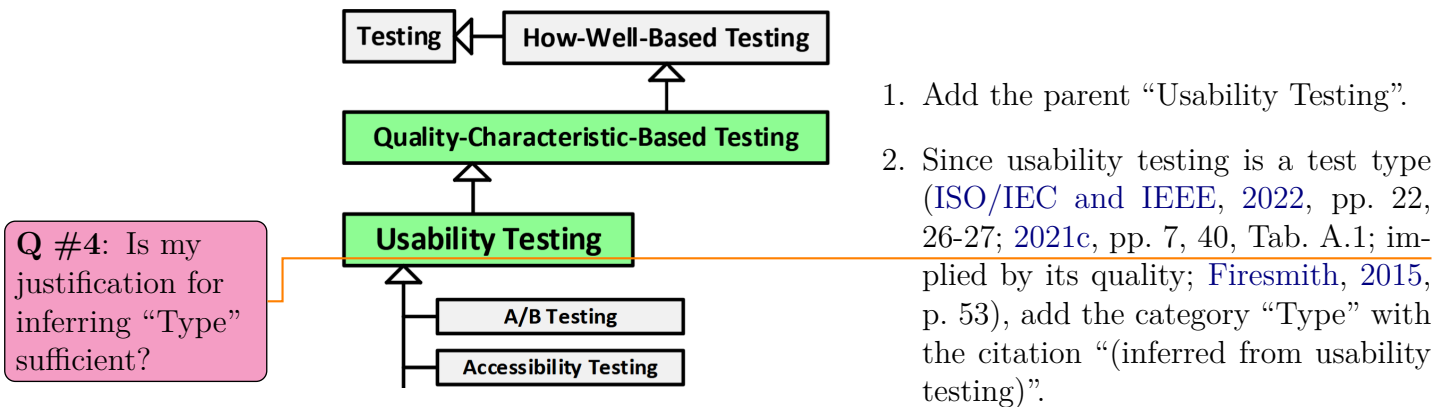 Testing
How-Well-Based Testing
Quality-Characteristic-Based Testing
Usability Testing
A/B Testing
Accessibility Testing
Q #4: Is my
justification for
inferring “Type”
sufficient?
1. Add the parent “Usability Testing”.
2. Since usability testing is a test type
(ISO/IEC and IEEE, 2022, pp. 22,
26-27; 2021c, pp. 7, 40, Tab. A.1; im-
plied by its quality; Firesmith, 2015,
p. 53), add the category “Type” with
the citation “(inferred from usability
testing)”.